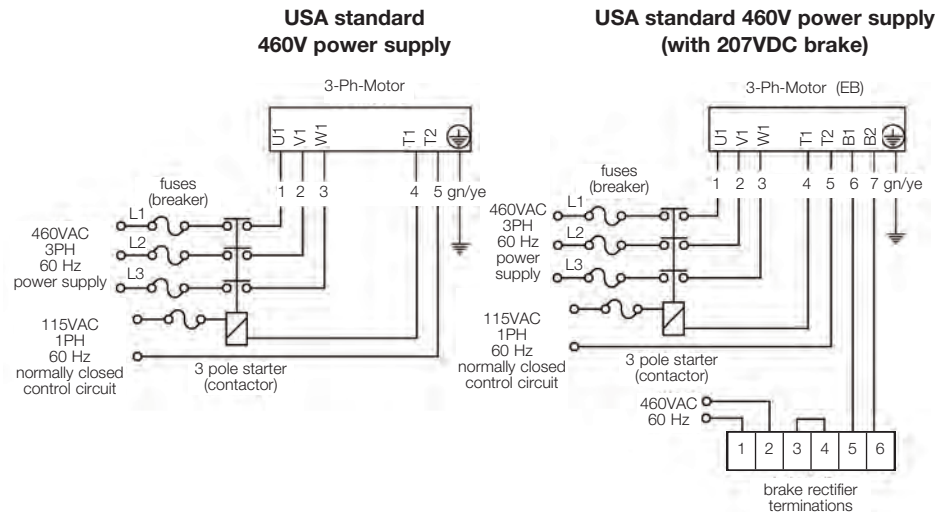 USA standard
460V power supply
3-Ph-Motor
U1 V1 W1 T1 T2
1 2 3 4 5 gn/ye
fuses
(breaker)
L1
L2
L3
460VAC
3PH
60 Hz
power supply
115VAC
1PH
60 Hz
normally closed
control circuit
3 pole starter
(contactor)
USA standard 460V power supply
(with 207VDC brake)
3-Ph-Motor (EB)
U1 V1 W1 T1 T2 B1 B2
1 2 3 4 5 6 7 gn/ye
fuses
(breaker)
L1
L2
L3
460VAC
3PH
60 Hz
power
supply
115VAC
1PH
60 Hz
normally closed
control circuit
3 pole starter
(contactor)
460VAC
60 Hz
1 2 3 4 5 6
brake rectifier
terminations